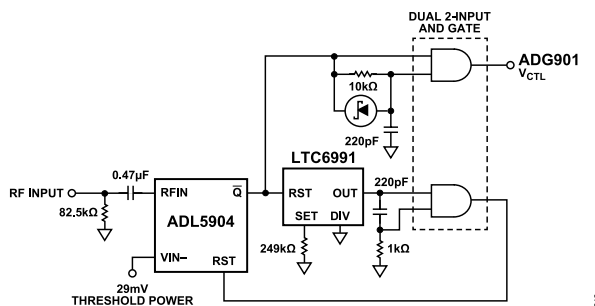 DUAL 2-INPUT
AND GATE
ADG901
VCTL
10kΩ
220pF
LTC6991
0.47µF
RF INPUT
RFIN
Q
RST
OUT
220pF
82.5kΩ
ADL5904
SET
DIV
VIN–
RST
249kΩ
1kΩ
29mV
THRESHOLD POWER